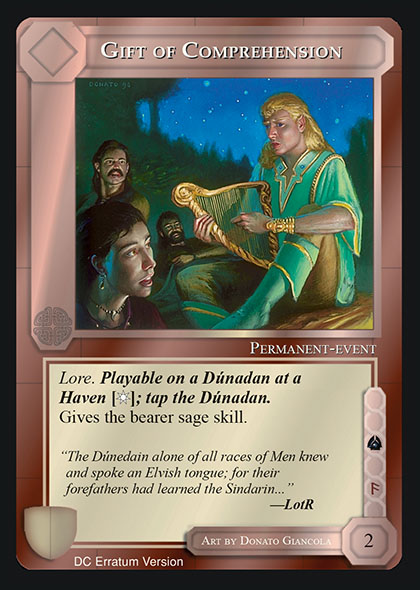 Gift of Comprehension
DONATO 96
Permanent-event
Lore. Playable on a Dúnadan at a
Haven [ ]; tap the Dúnadan.
Gives the bearer sage skill.
“The Dúnedain alone of all races of Men knew
and spoke an Elvish tongue; for their
forefathers had learned the Sindarin...”
—LotR
Art by Donato Giancola
2
DC Erratum Version